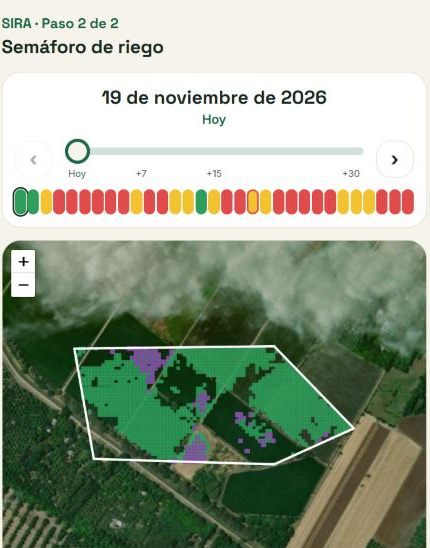 SIRA · Paso 2 de 2
Semáforo de riego
19 de noviembre de 2026
Hoy
‹ ›
Hoy +7 +15 +30
+
−